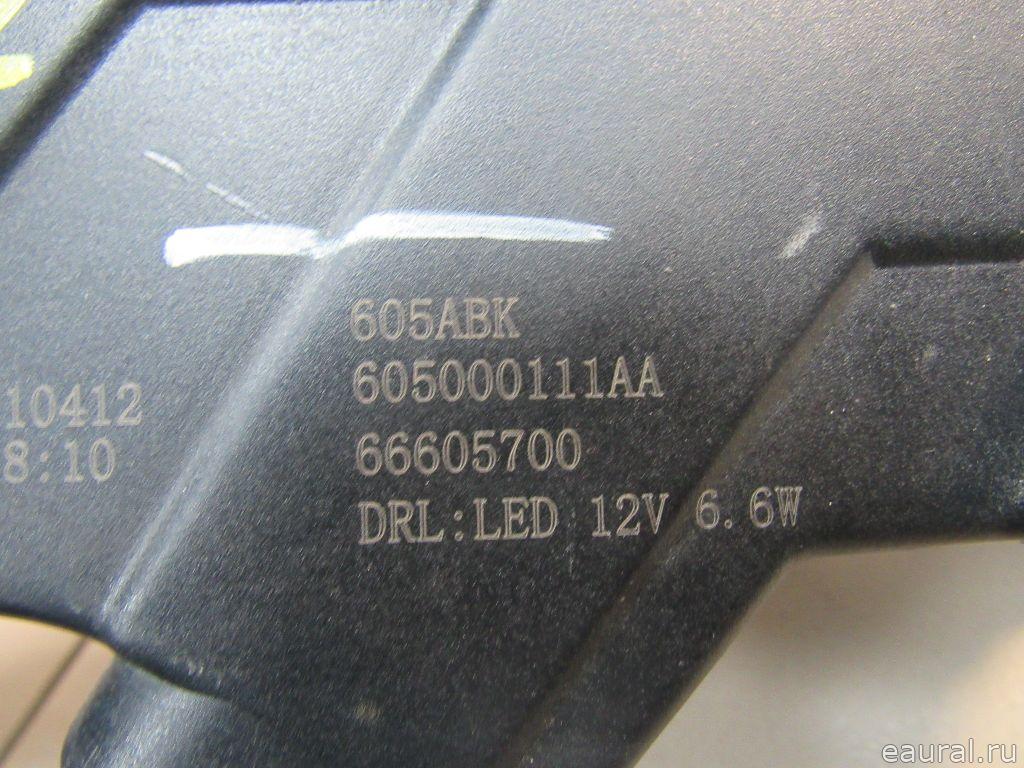 605ABK
605000111AA
66605700
DRL:LED 12V 6.6W
10412
8:10
eaural.ru